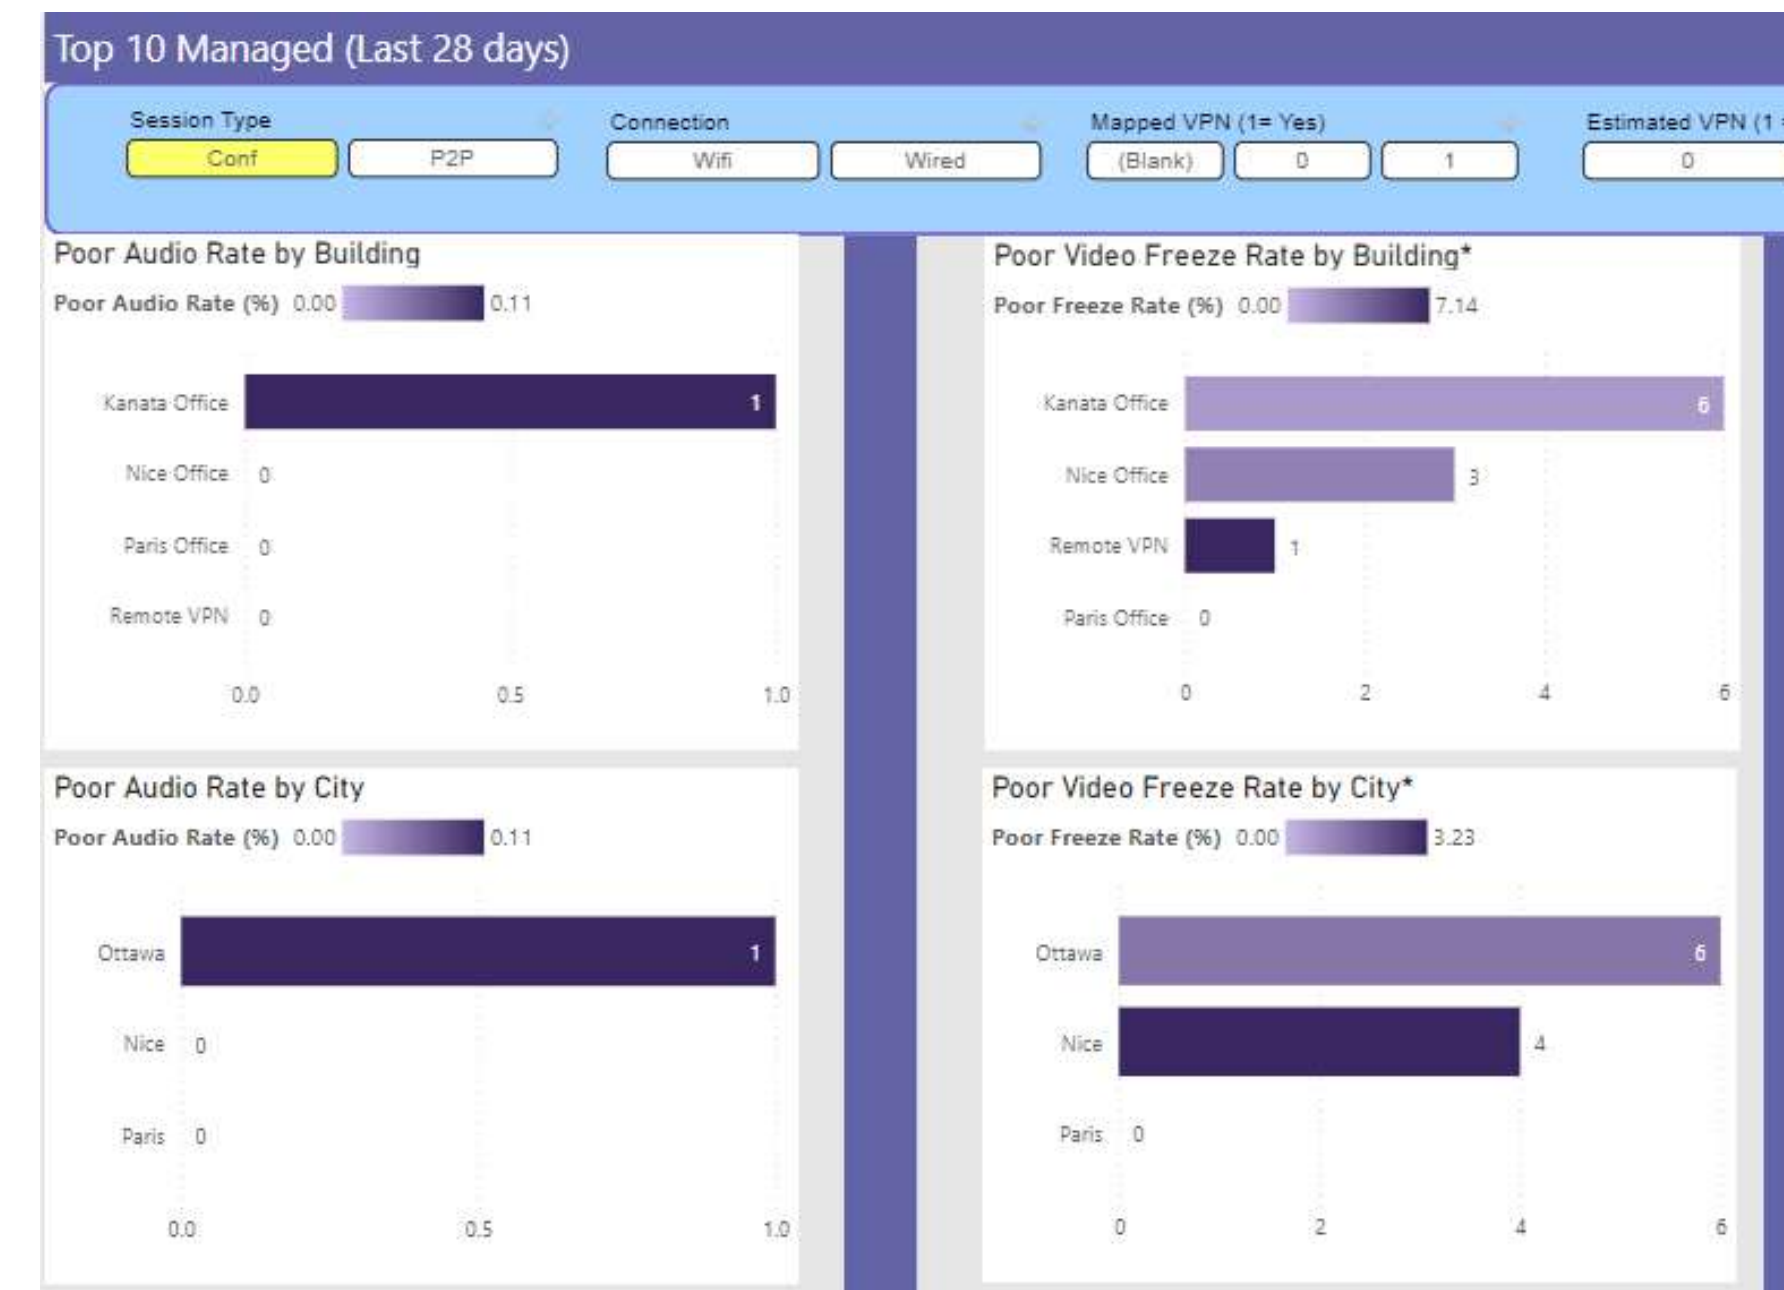 Top 10 Managed (Last 28 days)
Session Type
Conf
P2P
Connection
Wifi
Wired
Mapped VPN (1= Yes)
(Blank)
0
1
Estimated VPN (1 =
0
Poor Audio Rate by Building
Poor Audio Rate (%) 0.00 0.11
Kanata Office 1
Nice Office 0
Paris Office 0
Remote VPN 0
0.0 0.5 1.0
Poor Video Freeze Rate by Building*
Poor Freeze Rate (%) 0.00 7.14
Kanata Office 6
Nice Office 3
Remote VPN 1
Paris Office 0
0 2 4 6
Poor Audio Rate by City
Poor Audio Rate (%) 0.00 0.11
Ottawa 1
Nice 0
Paris 0
0.0 0.5 1.0
Poor Video Freeze Rate by City*
Poor Freeze Rate (%) 0.00 3.23
Ottawa 6
Nice 4
Paris 0
0 2 4 6